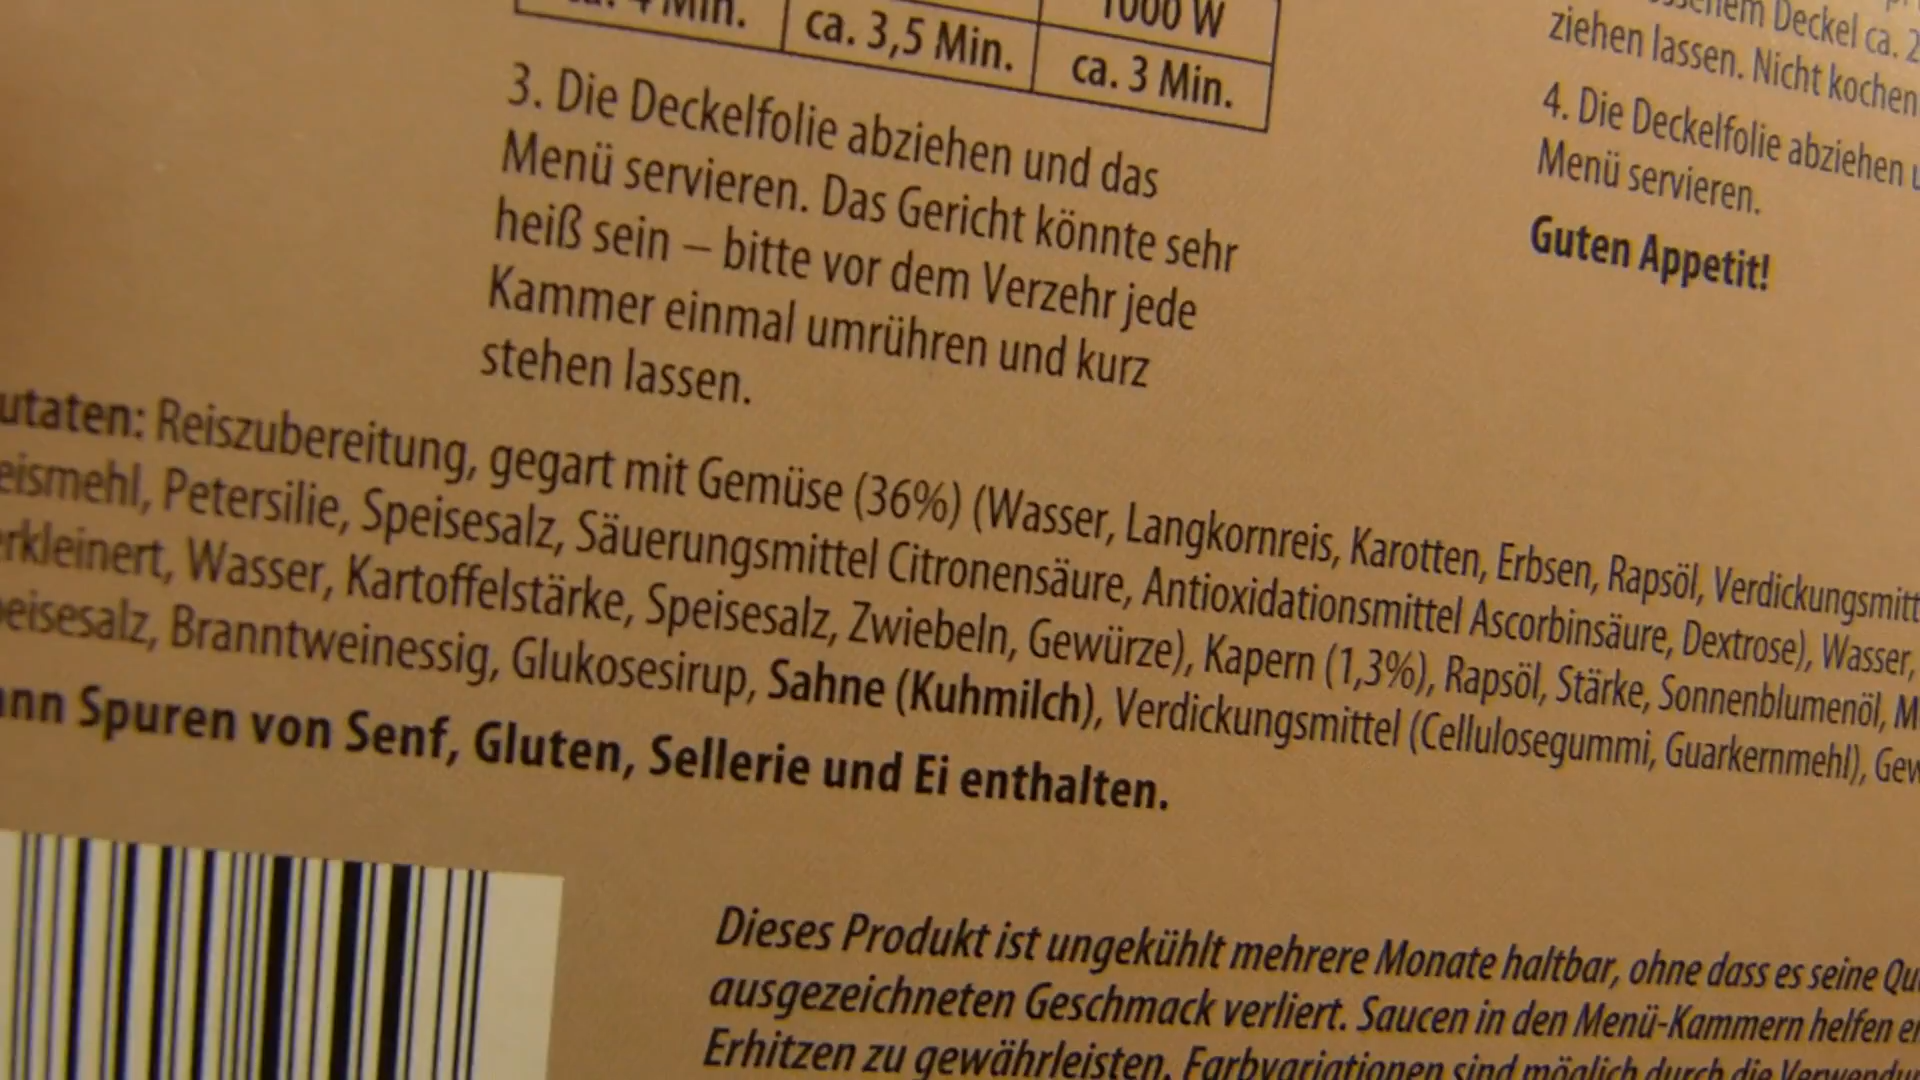 4 Min.
ca. 3,5 Min.
1000 W
ca. 3 Min.
3. Die Deckelfolie abziehen und das
Menü servieren. Das Gericht könnte sehr
heiß sein – bitte vor dem Verzehr jede
Kammer einmal umrühren und kurz
stehen lassen.
Deckel ca. 2
ziehen lassen. Nicht kochen
4. Die Deckelfolie abziehen u
Menü servieren.
Guten Appetit!
utaten: Reiszubereitung, gegart mit Gemüse (36%) (Wasser, Langkornreis, Karotten, Erbsen, Rapsöl, Verdickungsmitt
eismehl, Petersilie, Speisesalz, Säuerungsmittel Citronensäure, Antioxidationsmittel Ascorbinsäure, Dextrose), Wasser,
rkleinert, Wasser, Kartoffelstärke, Speisesalz, Zwiebeln, Gewürze), Kapern (1,3%), Rapsöl, Stärke, Sonnenblumenöl, M
eisesalz, Branntweinessig, Glukosesirup, Sahne (Kuhmilch), Verdickungsmittel (Cellulosegummi, Guarkernmehl), Gew
ann Spuren von Senf, Gluten, Sellerie und Ei enthalten.
Dieses Produkt ist ungekühlt mehrere Monate haltbar, ohne dass es seine Qu
ausgezeichneten Geschmack verliert. Saucen in den Menü-Kammern helfen
Erhitzen zu gewährleisten. Farbvariationen sind möglich durch die Verwendu